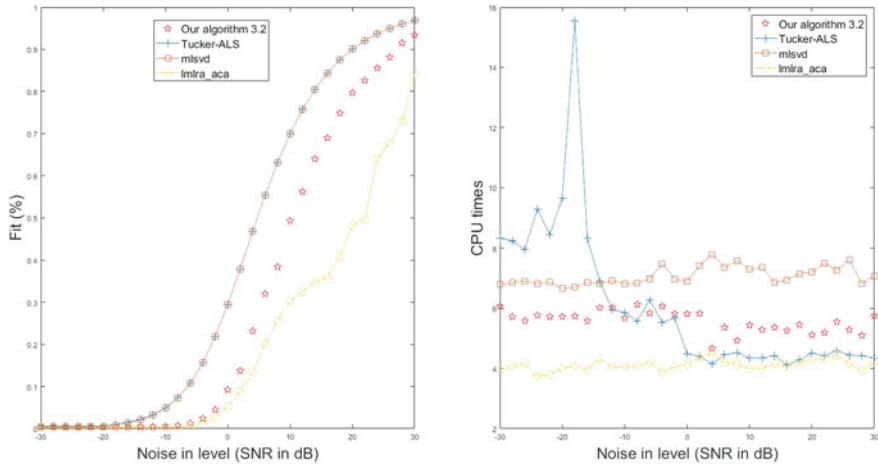 1
0.9
0.8
0.7
0.6
0.5
0.4
0.3
0.2
0.1
0
Fit (%)
-30 -20 -10 0 10 20 30
Noise in level (SNR in dB)
Our algorithm 3.2
Tucker-ALS
mlsvd
lmlra_aca
16
14
12
10
8
6
4
2
CPU times
-30 -20 -10 0 10 20 30
Noise in level (SNR in dB)
Our algorithm 3.2
Tucker-ALS
mlsvd
lmlra_aca